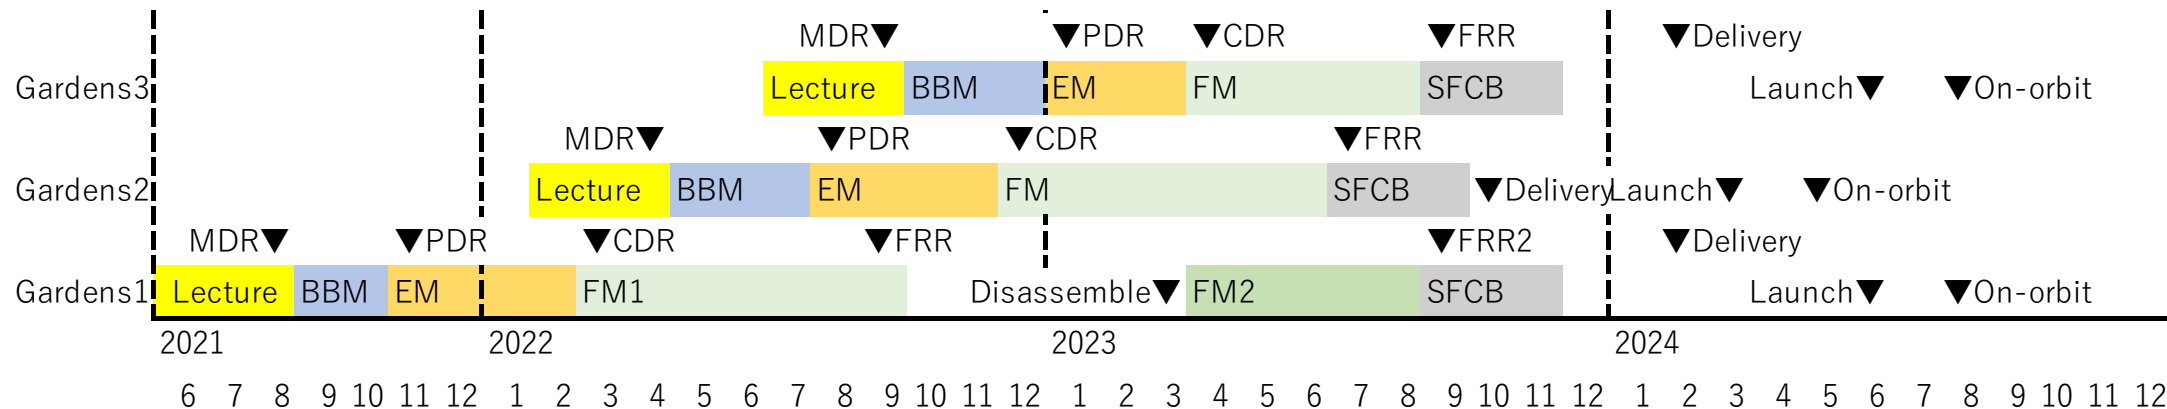 MDR▼ ▼PDR ▼CDR ▼FRR ▼Delivery
Gardens3 Lecture BBM EM FM SFCB Launch▼ ▼On-orbit
MDR▼ ▼PDR ▼CDR ▼FRR
Gardens2 Lecture BBM EM FM SFCB ▼Delivery Launch▼ ▼On-orbit
MDR▼ ▼PDR ▼CDR ▼FRR ▼FRR2 ▼Delivery
Gardens1 Lecture BBM EM FM1 Disassemble▼ FM2 SFCB Launch▼ ▼On-orbit
2021 2022 2023 2024
6 7 8 9 10 11 12 1 2 3 4 5 6 7 8 9 10 11 12 1 2 3 4 5 6 7 8 9 10 11 12 1 2 3 4 5 6 7 8 9 10 11 12